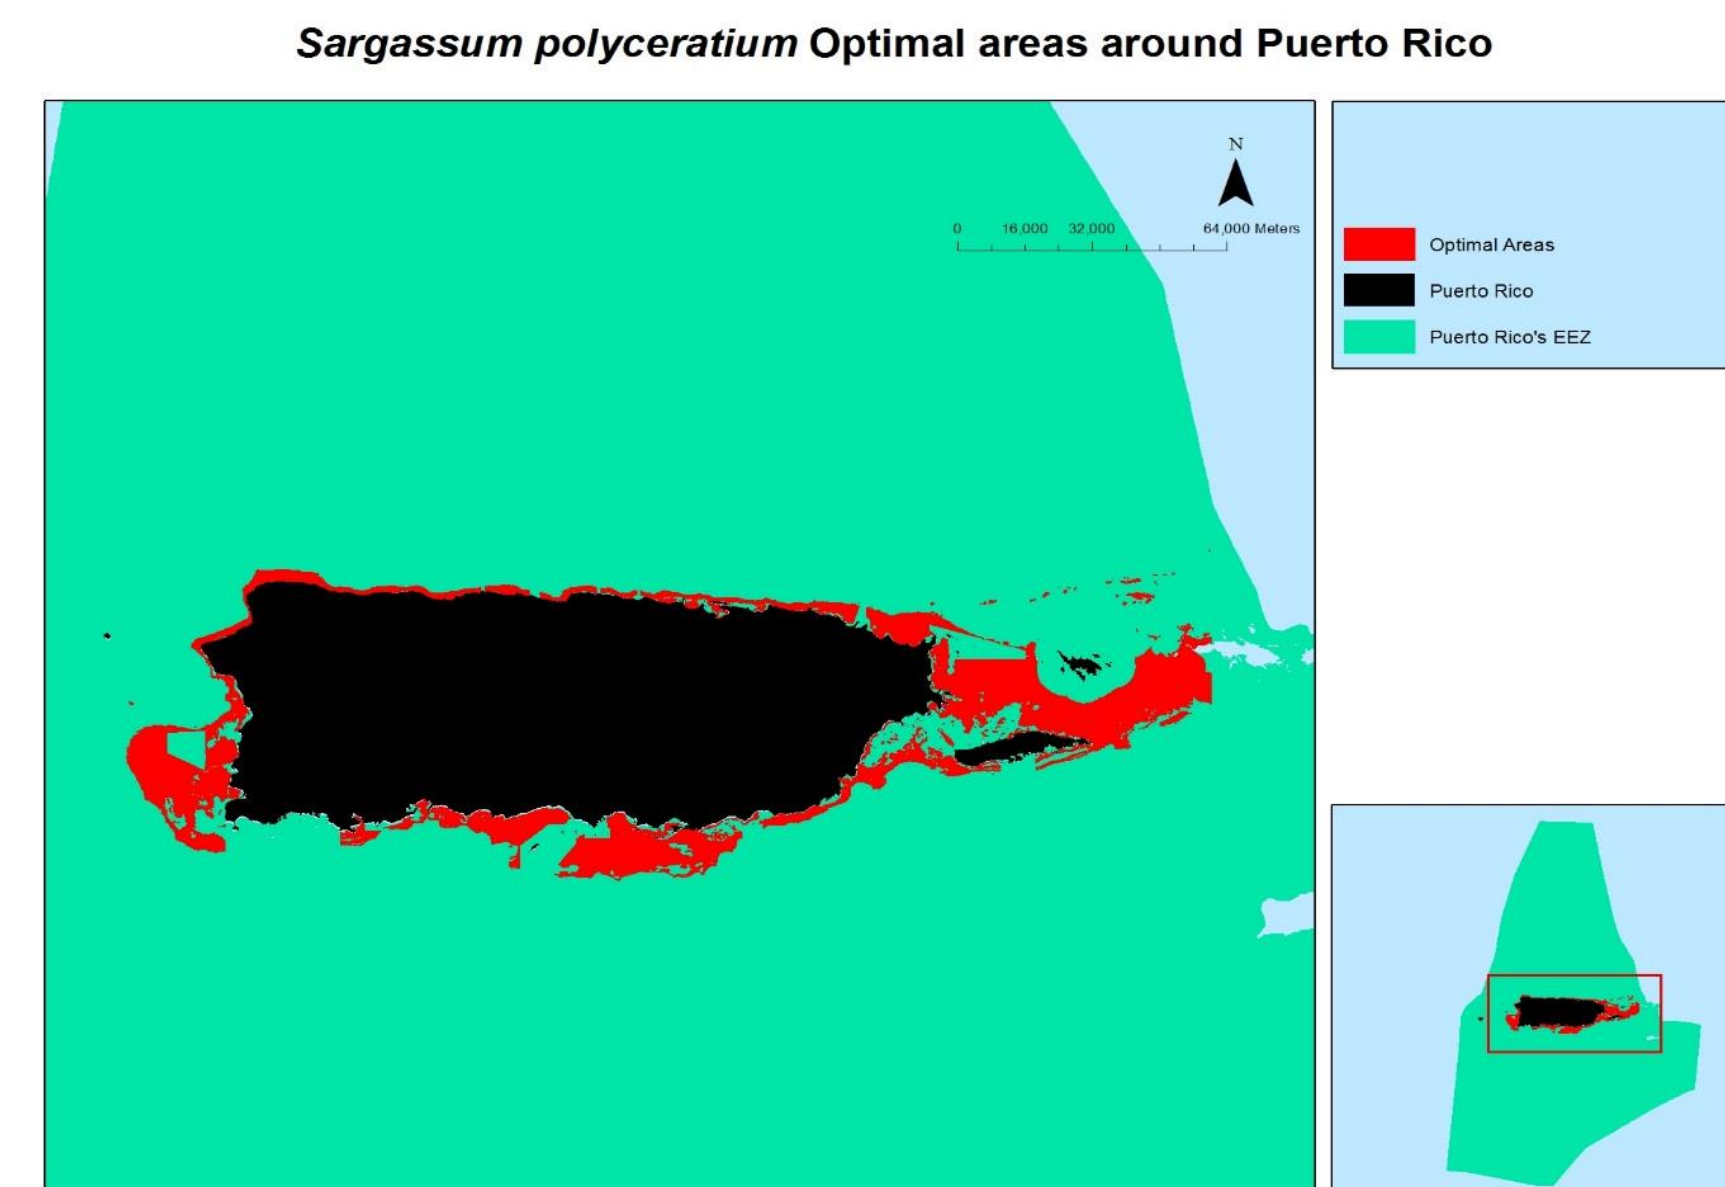 Sargassum polyceratium Optimal areas around Puerto Rico
N
0 16,000 32,000 64,000 Meters
Optimal Areas
Puerto Rico
Puerto Rico's EEZ